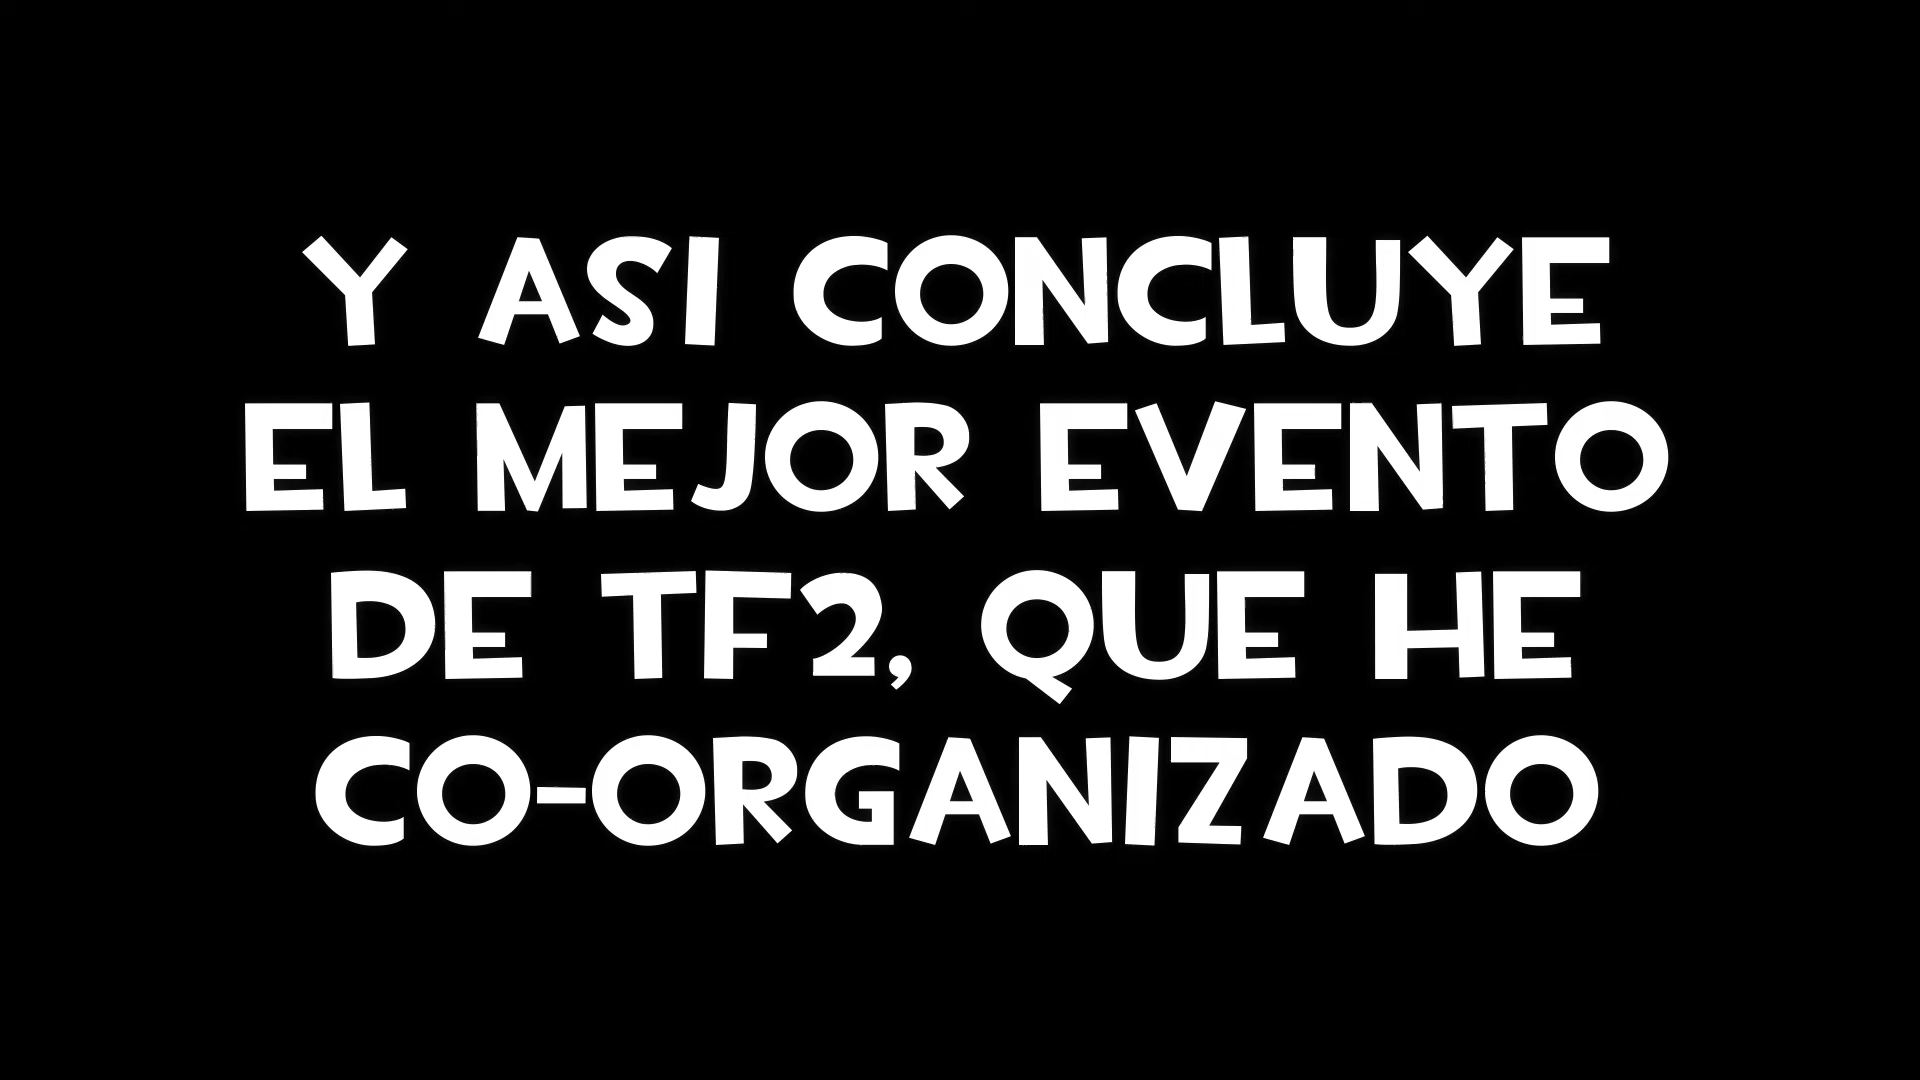 Y ASI CONCLUYE
EL MEJOR EVENTO
DE TF2, QUE HE
CO-ORGANIZADO